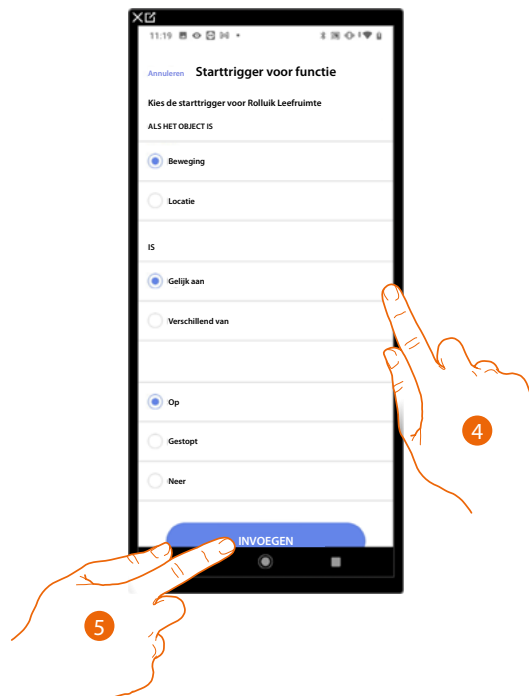 11:19
Annuleren Starttrigger voor functie
Kies de starttrigger voor Rolluik Leefruimte
ALS HET OBJECT IS
Beweging
Locatie
IS
Gelijk aan
Verschillend van
Op
Gestopt
Neer
INVOEGEN
4
5